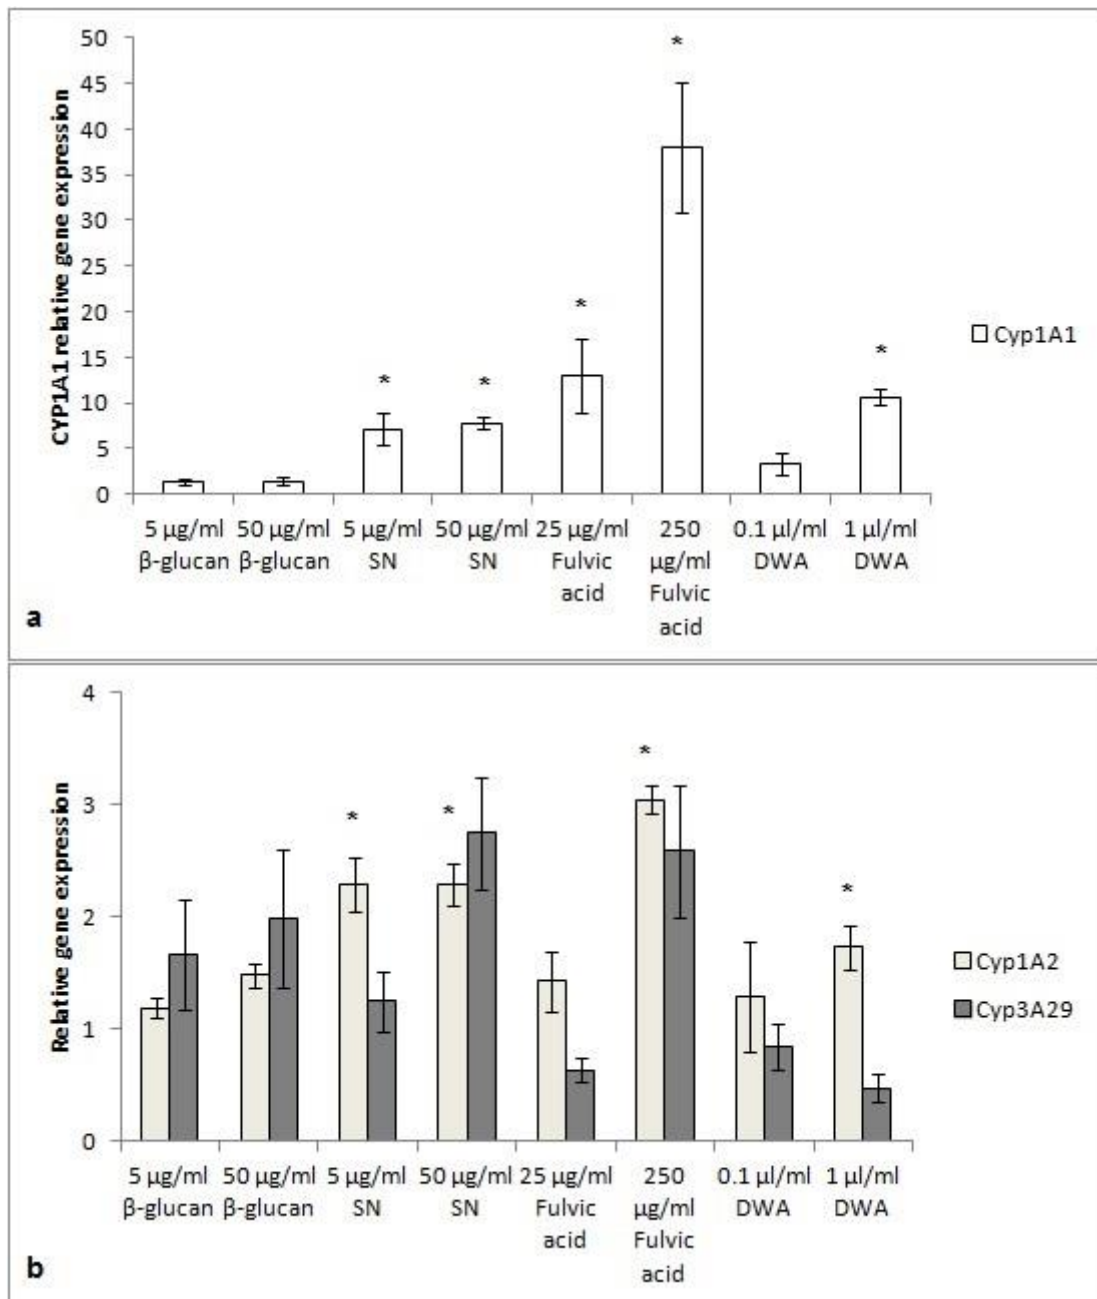 50
45
40
35
30
25
20
15
10
5
0
CYP1A1 relative gene expression
*
*
*
*
*
Cyp1A1
5 µg/ml β-glucan
50 µg/ml β-glucan
5 µg/ml SN
50 µg/ml SN
25 µg/ml Fulvic acid
250 µg/ml Fulvic acid
0.1 µl/ml DWA
1 µl/ml DWA
a
4
3
2
1
0
Relative gene expression
*
*
*
*
Cyp1A2
Cyp3A29
5 µg/ml β-glucan
50 µg/ml β-glucan
5 µg/ml SN
50 µg/ml SN
25 µg/ml Fulvic acid
250 µg/ml Fulvic acid
0.1 µl/ml DWA
1 µl/ml DWA
b